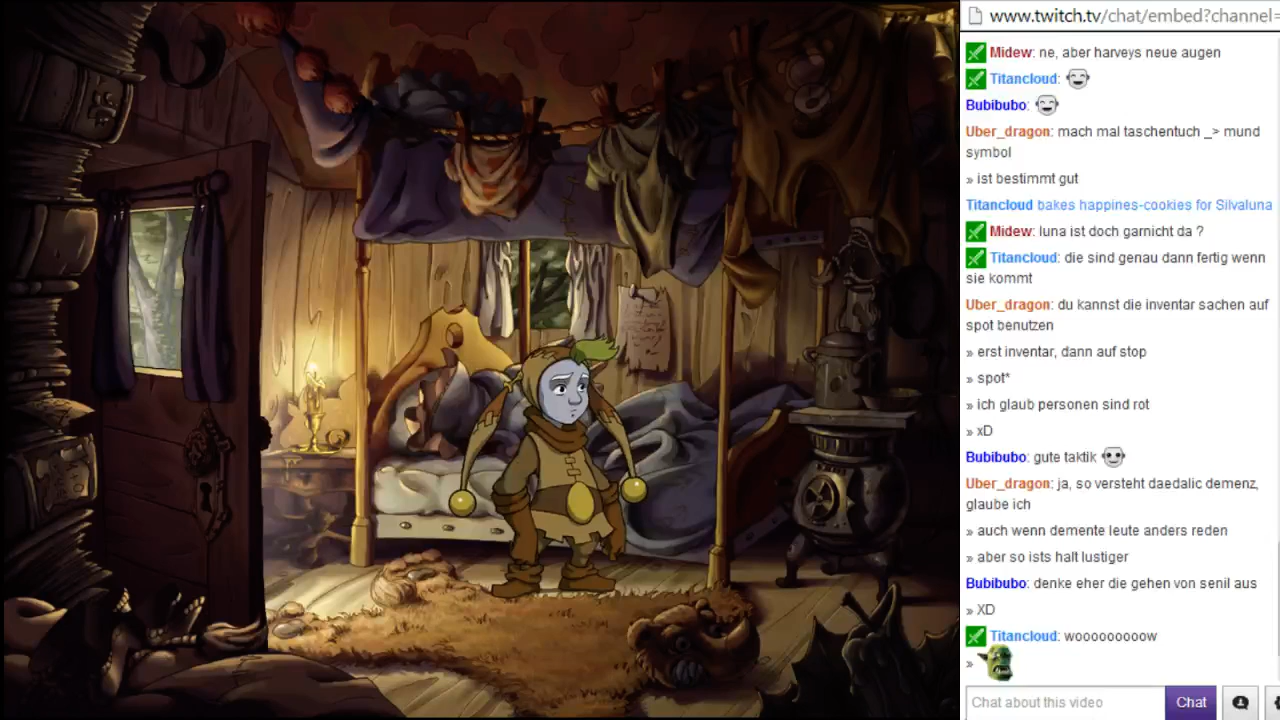 www.twitch.tv/chat/embed?channel=
Midew: ne, aber harveys neue augen
Titancloud:
Bubibubo:
Uber_dragon: mach mal taschentuch _> mund
symbol
» ist bestimmt gut
Titancloud bakes happines-cookies for Silvaluna
Midew: luna ist doch garnicht da ?
Titancloud: die sind genau dann fertig wenn
sie kommt
Uber_dragon: du kannst die inventar sachen auf
spot benutzen
» erst inventar, dann auf stop
» spot*
» ich glaub personen sind rot
» xD
Bubibubo: gute taktik
Uber_dragon: ja, so versteht daedalic demenz,
glaube ich
» auch wenn demente leute anders reden
» aber so ists halt lustiger
Bubibubo: denke eher die gehen von senil aus
» XD
Titancloud: wooooooooow
»
Chat about this video
Chat